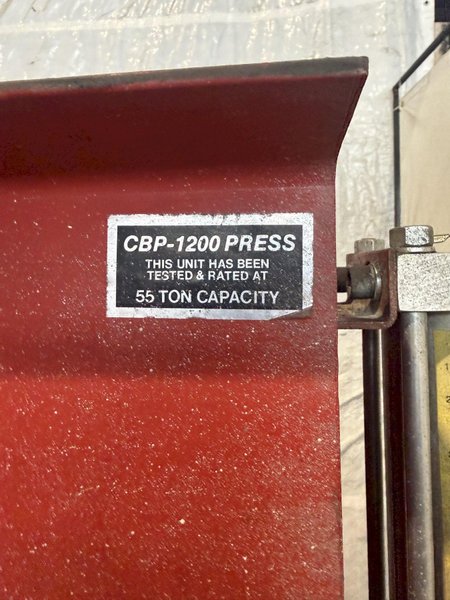 CBP-1200 PRESS
THIS UNIT HAS BEEN
TESTED & RATED AT
55 TON CAPACITY